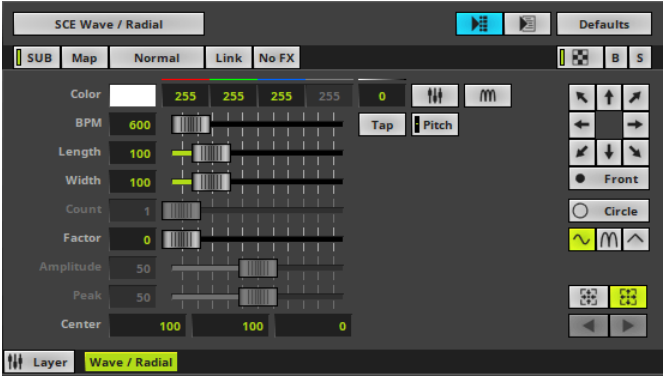 SCE Wave / Radial Defaults
SUB Map Normal Link No FX B S
Color 255 255 255 255 0
BPM 600 Tap Pitch
Length 100
Width 100
Front
Count 1
Circle
Factor 0
Amplitude 50
Peak 50
Center 100 100 0
Layer Wave / Radial